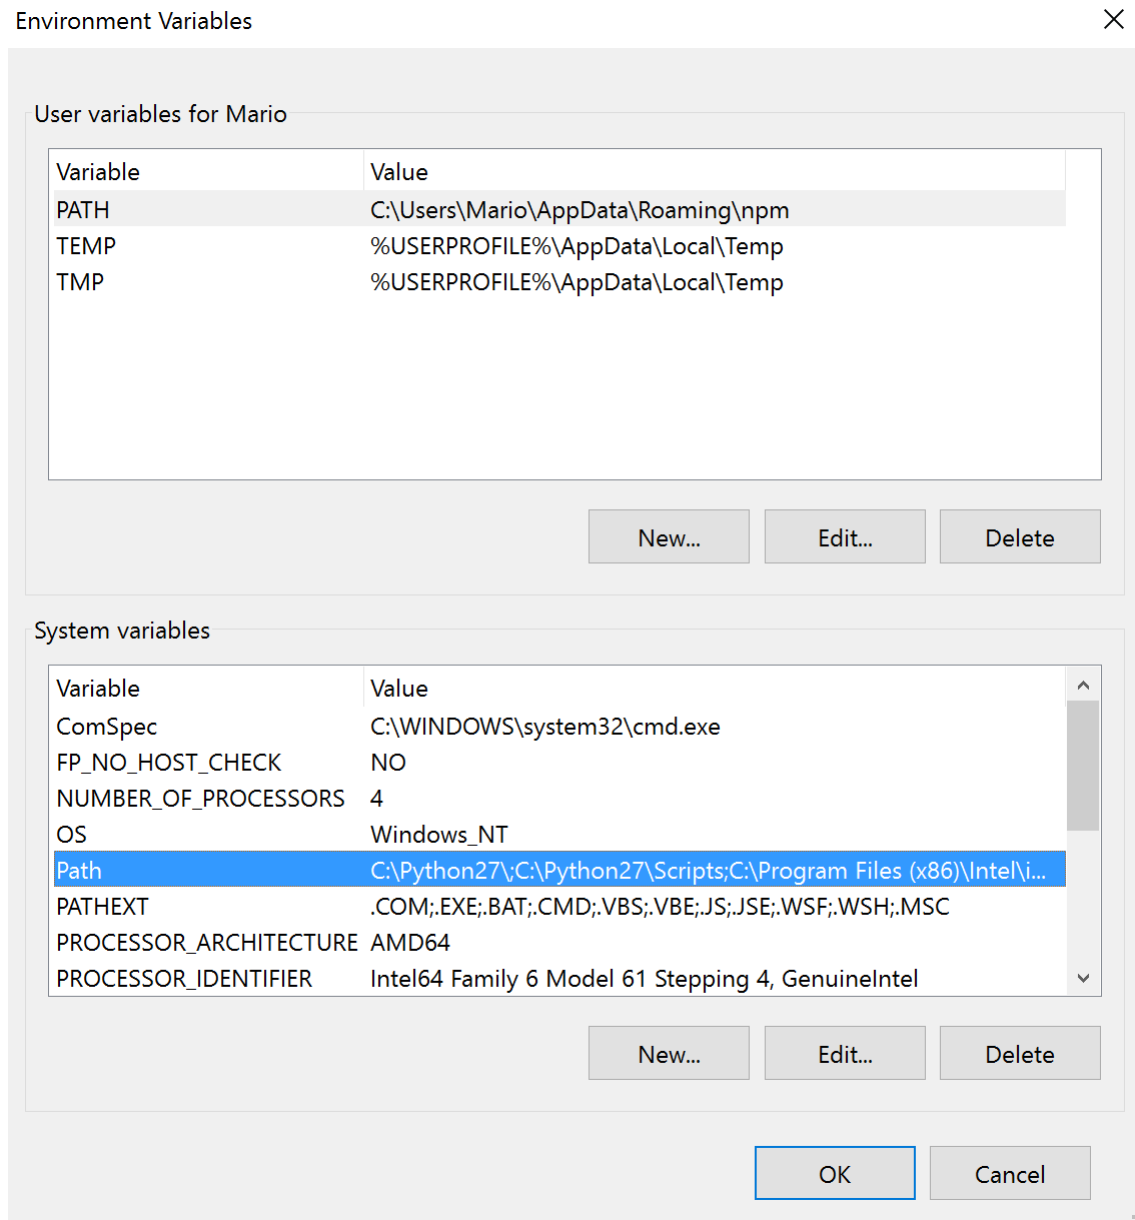 Environment Variables
User variables for Mario
Variable Value
PATH C:\Users\Mario\AppData\Roaming\npm
TEMP %USERPROFILE%\AppData\Local\Temp
TMP %USERPROFILE%\AppData\Local\Temp
New... Edit... Delete
System variables
Variable Value
ComSpec C:\WINDOWS\system32\cmd.exe
FP_NO_HOST_CHECK NO
NUMBER_OF_PROCESSORS 4
OS Windows_NT
Path C:\Python27\;C:\Python27\Scripts;C:\Program Files (x86)\Intel\i...
PATHEXT .COM;.EXE;.BAT;.CMD;.VBS;.VBE;.JS;.JSE;.WSF;.WSH;.MSC
PROCESSOR_ARCHITECTURE AMD64
PROCESSOR_IDENTIFIER Intel64 Family 6 Model 61 Stepping 4, GenuineIntel
New... Edit... Delete
OK Cancel